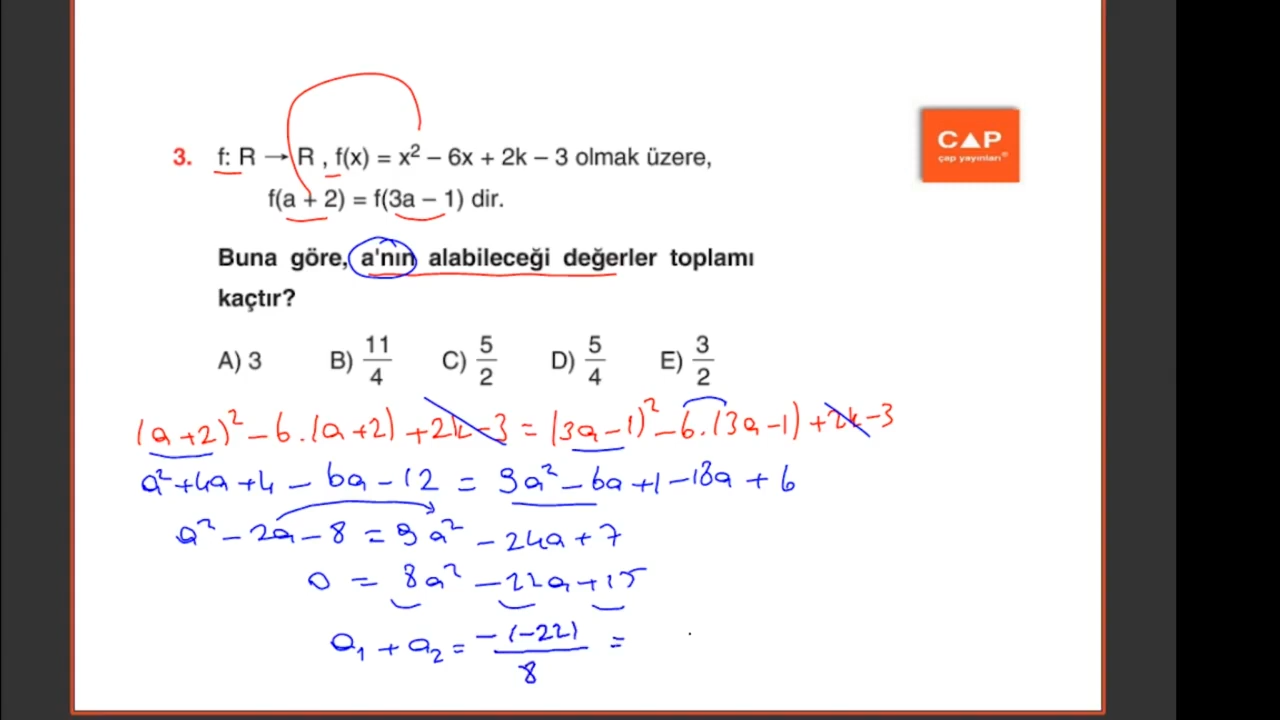 CAP
çap yayınları®
3. f: R → R , f(x) = x² – 6x + 2k – 3 olmak üzere,
f(a + 2) = f(3a – 1) dir.
Buna göre, a'nın alabileceği değerler toplamı
kaçtır?
A) 3 B) 11/4 C) 5/2 D) 5/4 E) 3/2
(a+2)² – 6.(a+2) + 2k – 3 = (3a – 1)² – 6.(3a – 1) + 2k – 3
a² + 4a + 4 – 6a – 12 = 9a² – 6a + 1 – 18a + 6
a² – 2a – 8 = 9a² – 24a + 7
0 = 8a² – 22a + 15
a₁ + a₂ = –(–22)/8 =